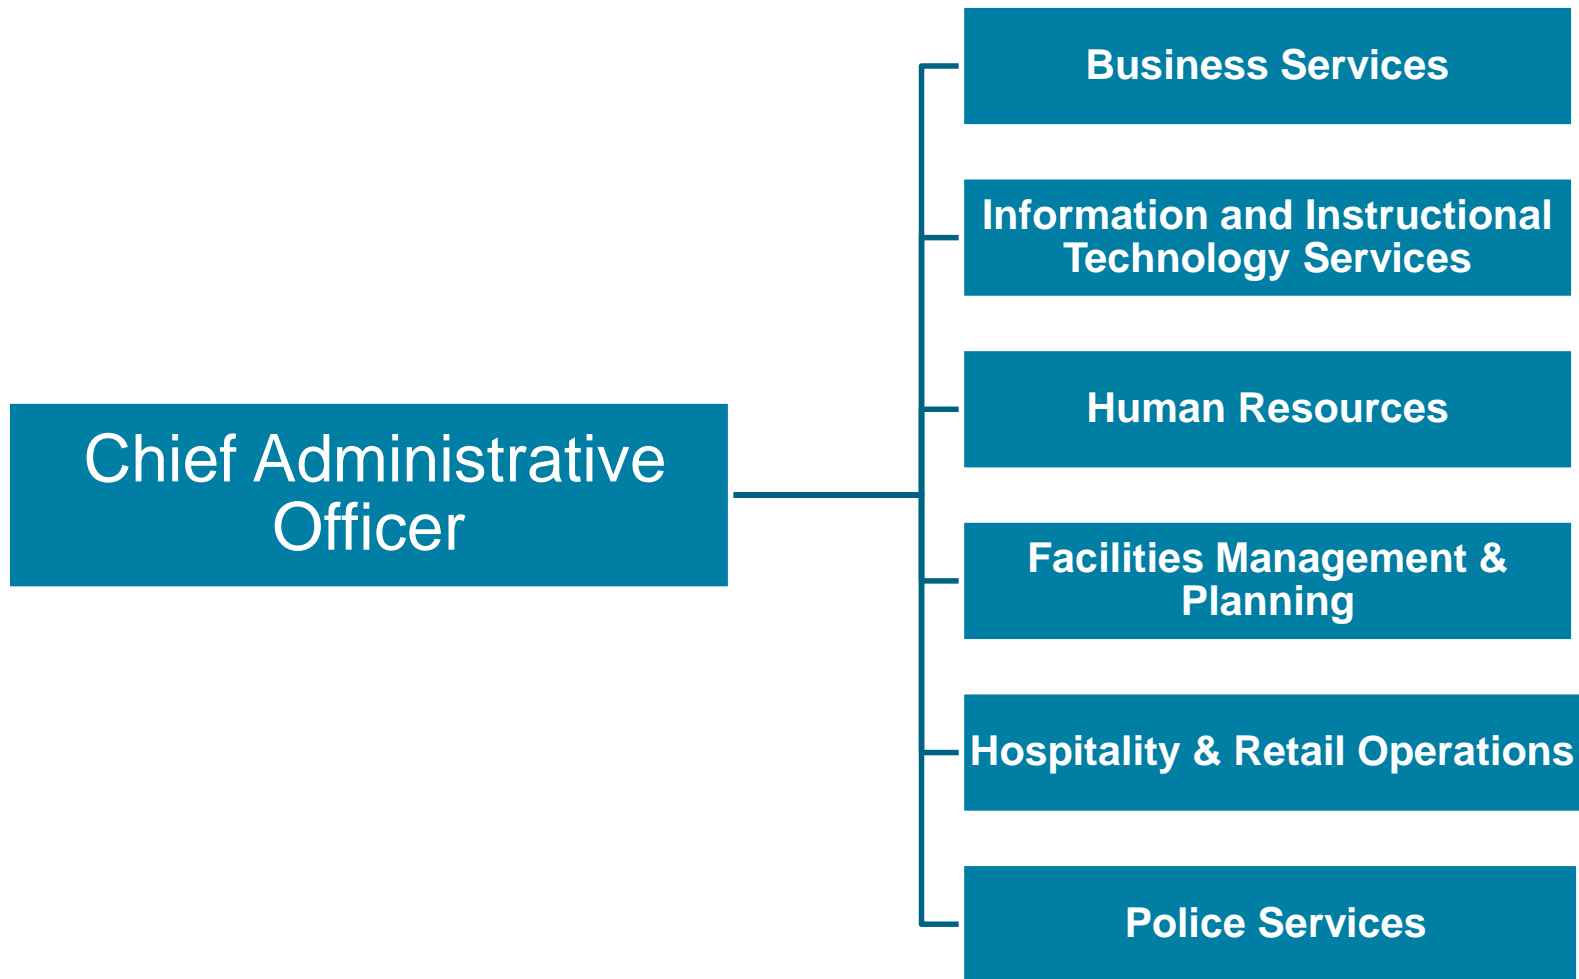 Chief Administrative
Officer
Business Services
Information and Instructional
Technology Services
Human Resources
Facilities Management &
Planning
Hospitality & Retail Operations
Police Services